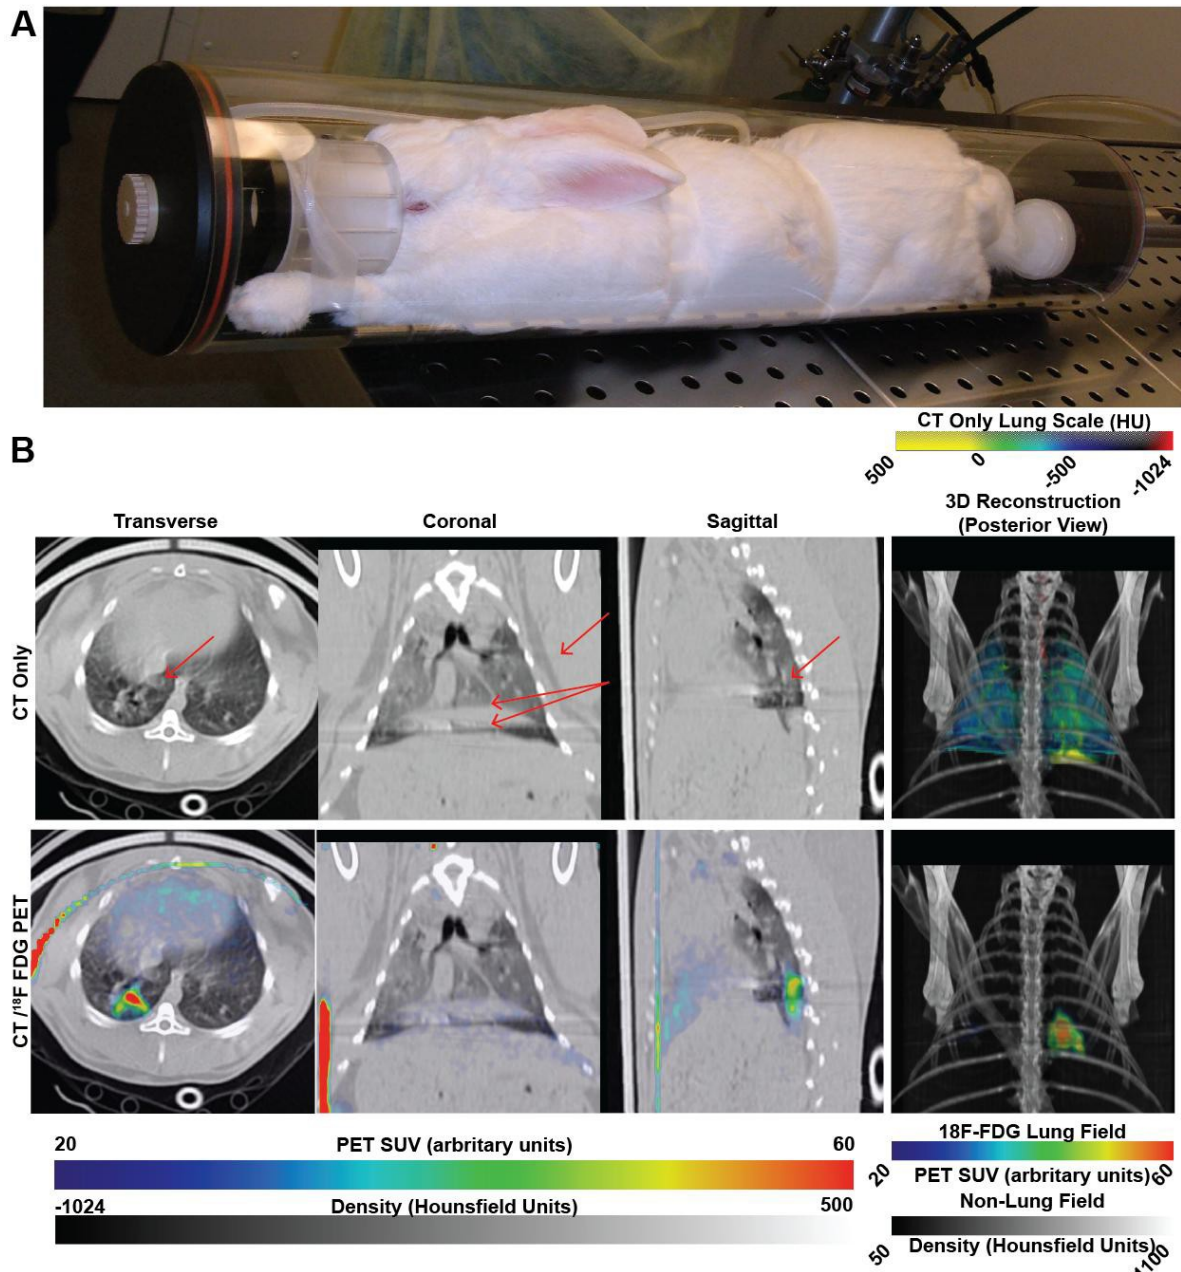 A
CT Only Lung Scale (HU)
500
0
-500
-1024
B
Transverse
Coronal
Sagittal
3D Reconstruction
(Posterior View)
CT Only
CT /18F FDG PET
20
PET SUV (arbritary units)
60
-1024
Density (Hounsfield Units)
500
18F-FDG Lung Field
20
PET SUV (arbritary units)
60
Non-Lung Field
50
Density (Hounsfield Units)
1100